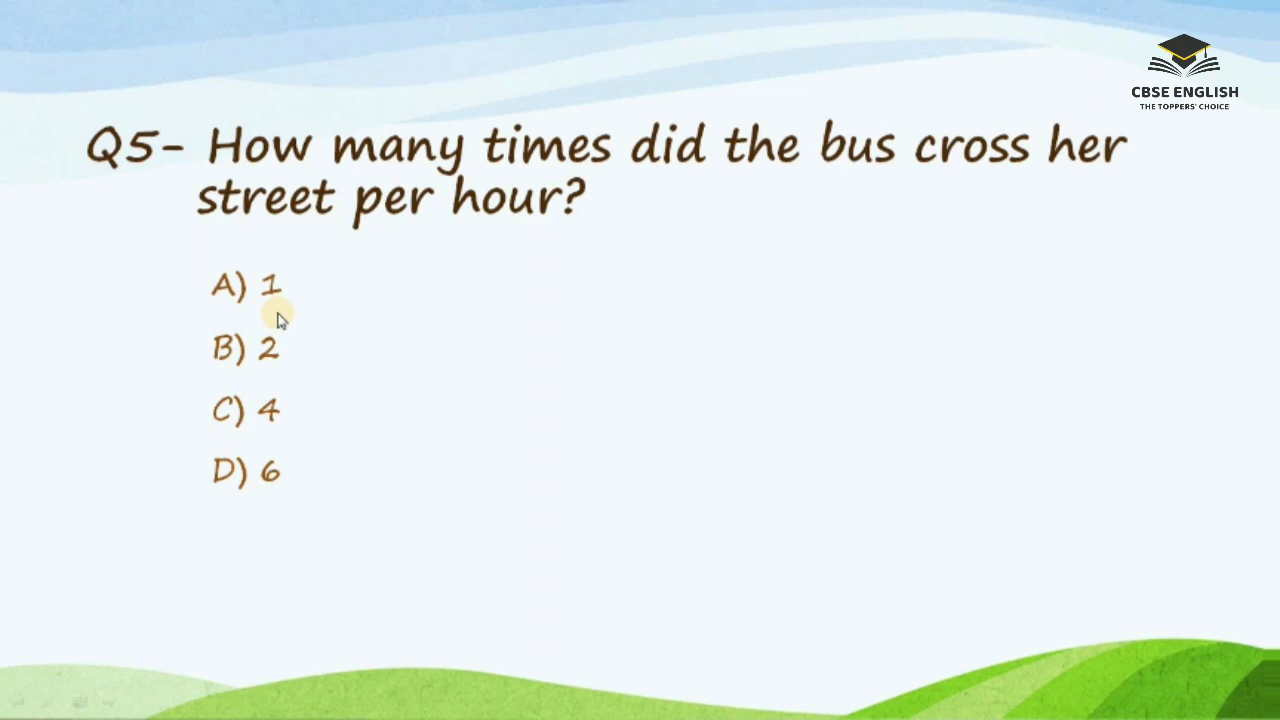 CBSE ENGLISH
THE TOPPERS' CHOICE
Q5- How many times did the bus cross her
street per hour?
A) 1
B) 2
C) 4
D) 6